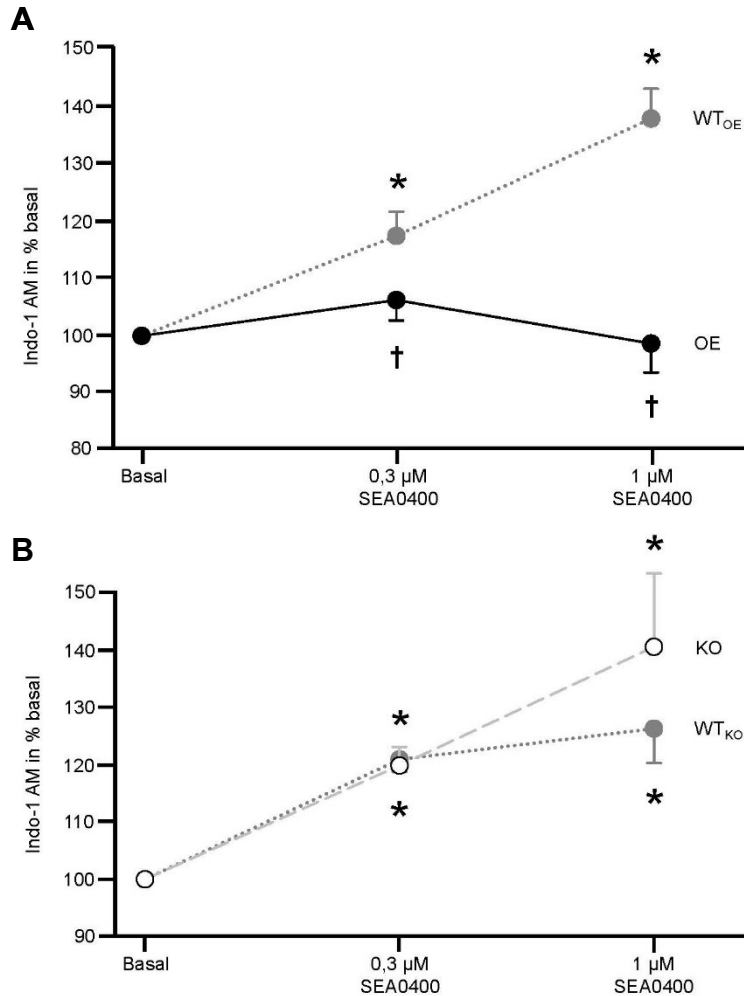 A
150
140
130
120
110
100
90
80
Indo-1 AM in % basal
*
*
†
†
WTOE
OE
Basal
0,3 µM
SEA0400
1 µM
SEA0400
B
150
140
130
120
110
100
90
Indo-1 AM in % basal
*
*
*
*
KO
WTKO
Basal
0,3 µM
SEA0400
1 µM
SEA0400